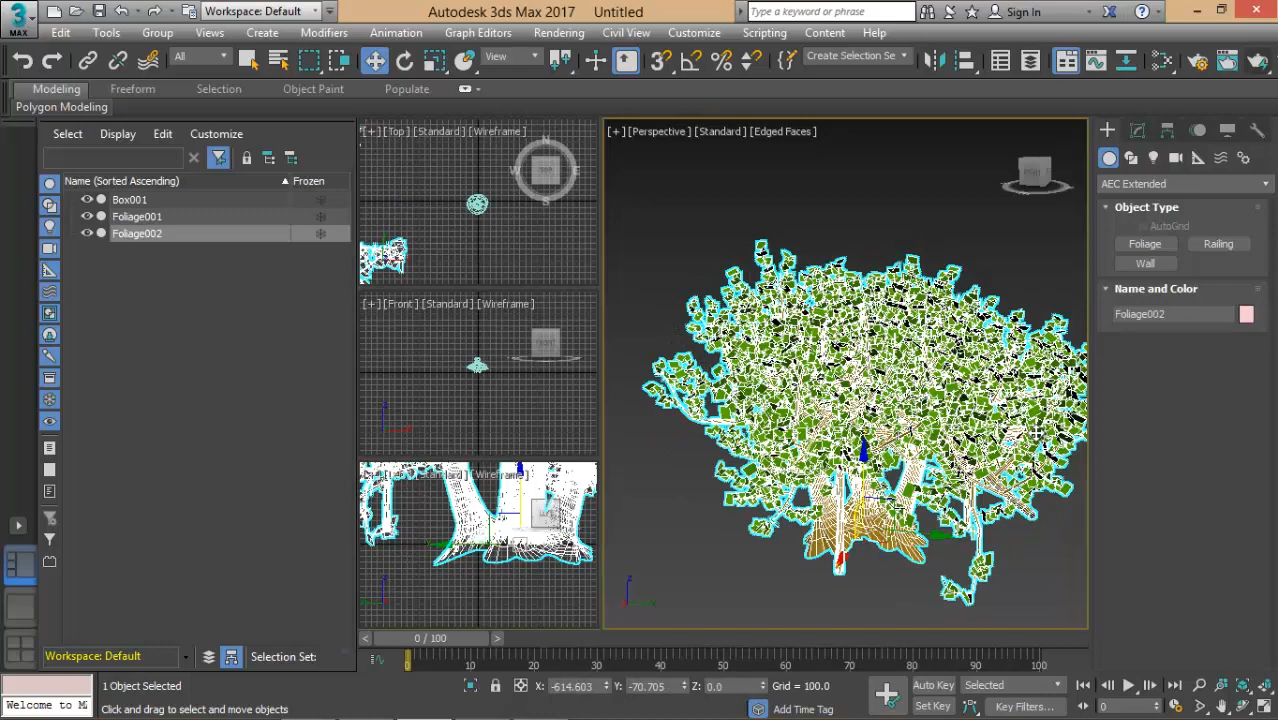 Workspace: Default
Autodesk 3ds Max 2017 Untitled
Type a keyword or phrase
Sign In
3
MAX
Edit Tools Group Views Create Modifiers Animation Graph Editors Rendering Civil View Customize Scripting Content Help
All
View
Create Selection Se
Modeling Freeform Selection Object Paint Populate
Polygon Modeling
Select Display Edit Customize
Name (Sorted Ascending) Frozen
Box001
Foliage001
Foliage002
[+] [Top] [Standard] [Wireframe]
N
W TOP E
S
[+] [Front] [Standard] [Wireframe]
[+] [Perspective] [Standard] [Edged Faces]
AEC Extended
Object Type
AutoGrid
Foliage Railing
Wall
Name and Color
Foliage002
0 / 100
0 10 20 30 40 50 60 70 80 90 100
Workspace: Default
Selection Set:
1 Object Selected
X: -614.603 Y: -70.705 Z: 0.0 Grid = 100.0
Auto Key Selected
Set Key Key Filters...
0
Welcome to M
Click and drag to select and move objects
Add Time Tag